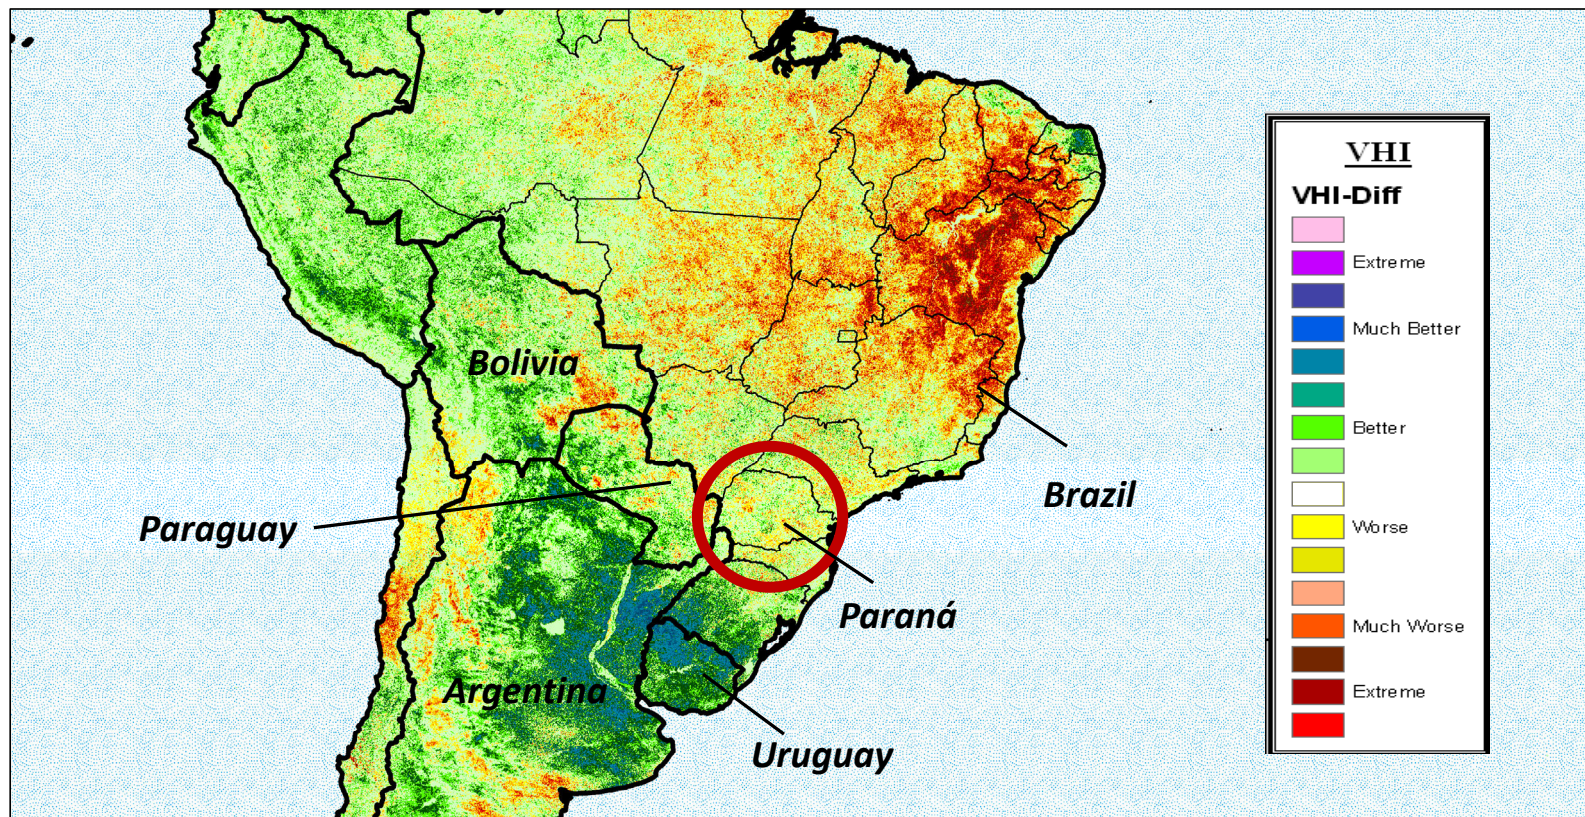 VHI
VHI-Diff
Extreme
Much Better
Better
Worse
Much Worse
Extreme
Bolivia
Brazil
Paraguay
Paraná
Argentina
Uruguay